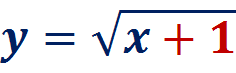 y = √(x + 1)